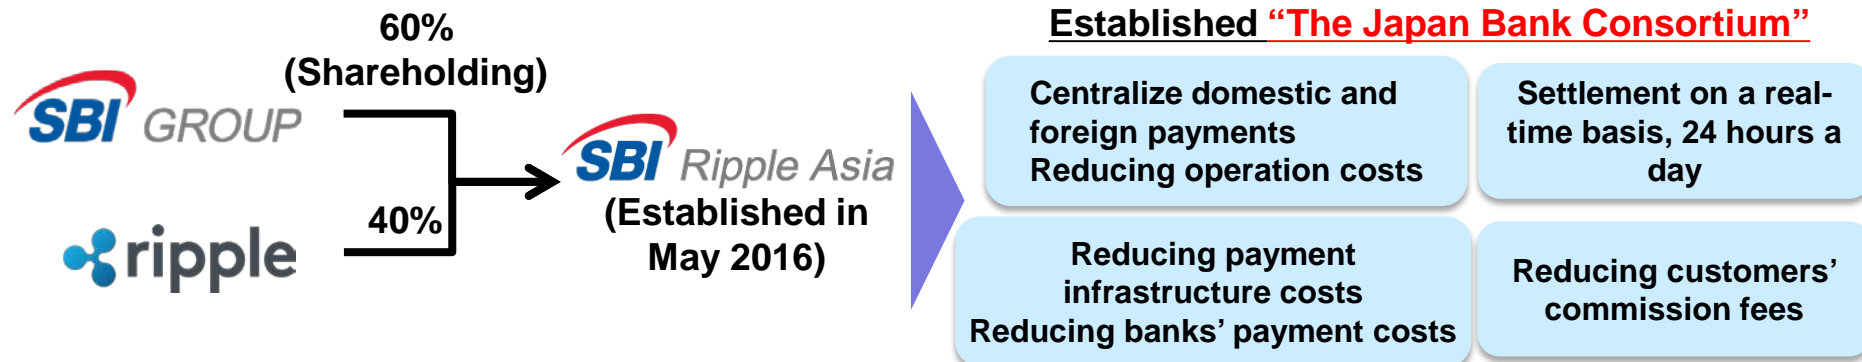 60%
(Shareholding)
SBI GROUP
40%
ripple
SBI Ripple Asia
(Established in
May 2016)
Established “The Japan Bank Consortium”
Centralize domestic and
foreign payments
Reducing operation costs
Settlement on a real-
time basis, 24 hours a
day
Reducing payment
infrastructure costs
Reducing banks’ payment costs
Reducing customers’
commission fees